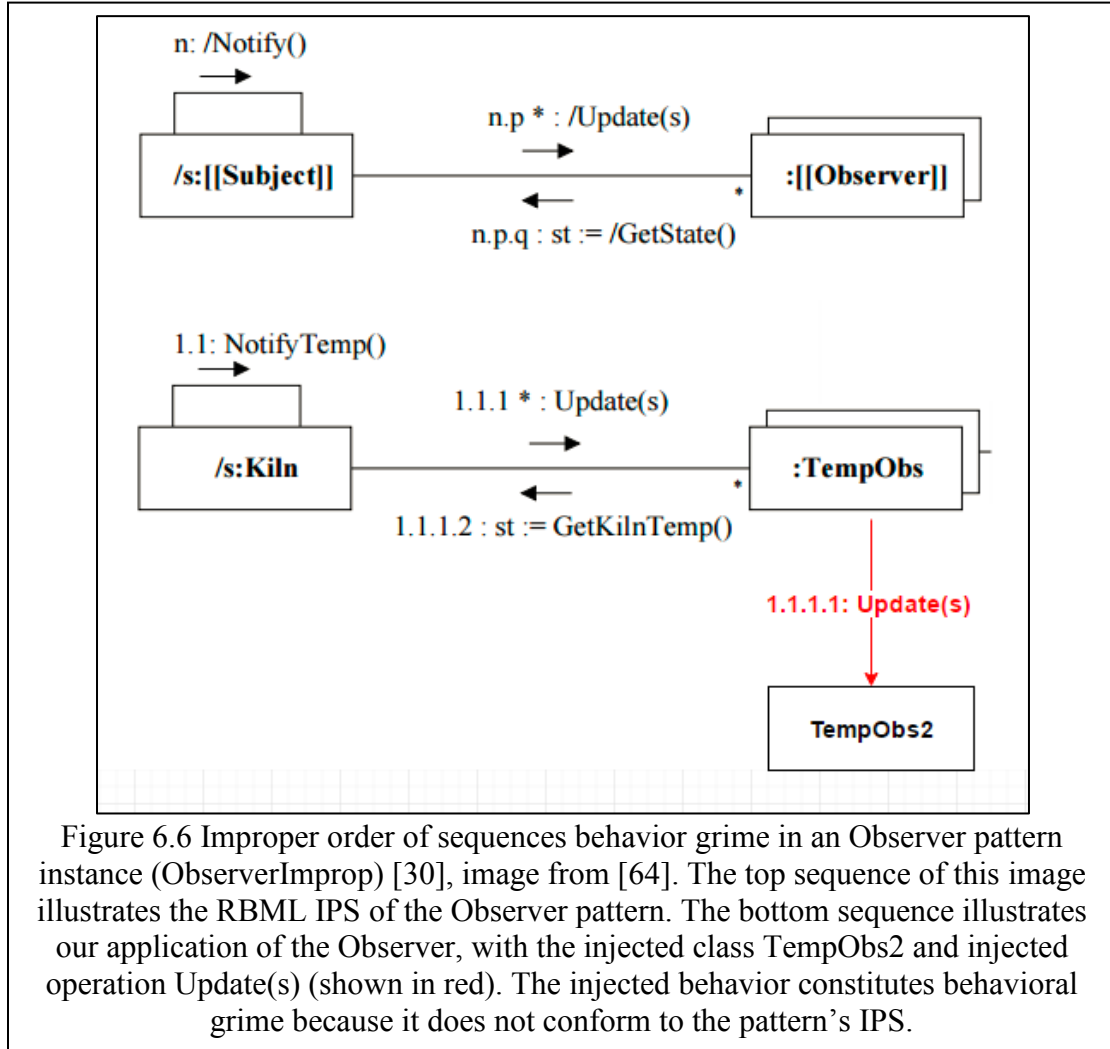 n: /Notify()
n.p * : /Update(s)
/s:[[Subject]]
:[[Observer]]
*
n.p.q : st := /GetState()
1.1: NotifyTemp()
1.1.1 * : Update(s)
/s:Kiln
:TempObs
*
1.1.1.2 : st := GetKilnTemp()
1.1.1.1: Update(s)
TempObs2
Figure 6.6 Improper order of sequences behavior grime in an Observer pattern
instance (ObserverImprop) [30], image from [64]. The top sequence of this image
illustrates the RBML IPS of the Observer pattern. The bottom sequence illustrates
our application of the Observer, with the injected class TempObs2 and injected
operation Update(s) (shown in red). The injected behavior constitutes behavioral
grime because it does not conform to the pattern’s IPS.